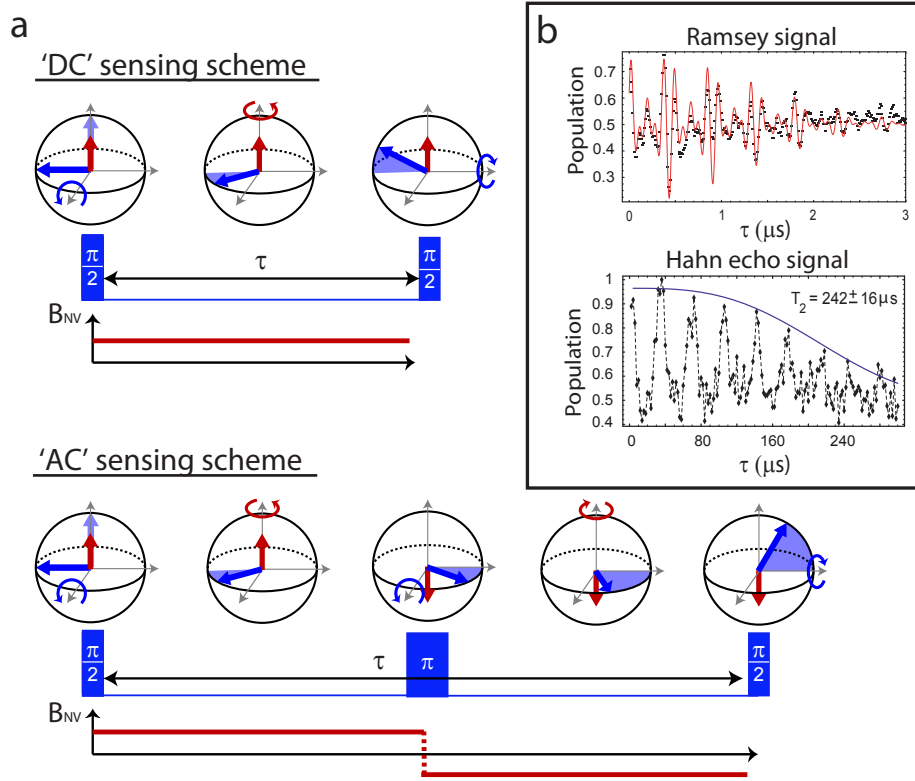 a
'DC' sensing scheme
π/2
τ
π/2
B_NV
'AC' sensing scheme
π/2
τ
π
π/2
B_NV
b
Ramsey signal
Population
0.7
0.6
0.5
0.4
0.3
0 1 2 3
τ (μs)
Hahn echo signal
T₂ = 242 ± 16 μs
Population
1
0.9
0.8
0.7
0.6
0.5
0.4
0 80 160 240
τ (μs)